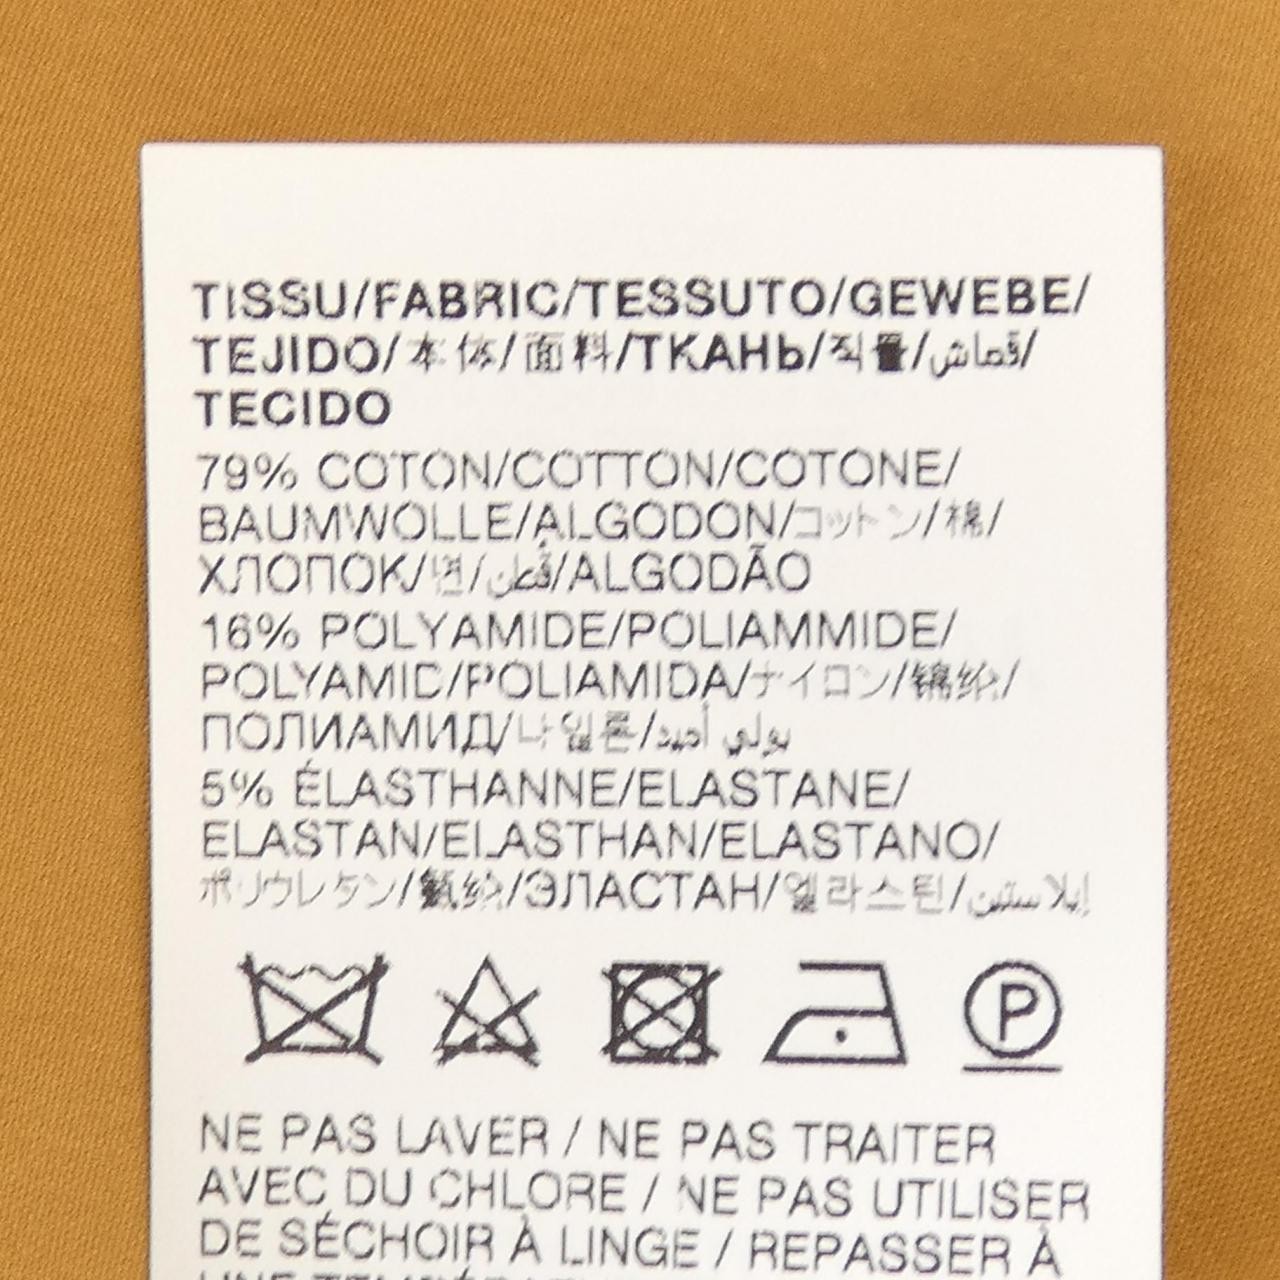 TISSU/FABRIC/TESSUTO/GEWEBE/
TEJIDO/本体/面料/ТКАНЬ/직물/قماش/
TECIDO
79% COTON/COTTON/COTONE/
BAUMWOLLE/ALGODON/コットン/棉/
ХЛОПОК/면/قطن/ALGODÃO
16% POLYAMIDE/POLIAMMIDE/
POLYAMID/POLIAMIDA/ナイロン/锦纶/
ПОЛИАМИД/나일론/بولي أميد
5% ÉLASTHANNE/ELASTANE/
ELASTAN/ELASTHAN/ELASTANO/
ポリウレタン/氨纶/ЭЛАСТАН/엘라스틴/إيلاستين
P
NE PAS LAVER / NE PAS TRAITER
AVEC DU CHLORE / NE PAS UTILISER
DE SÉCHOIR À LINGE / REPASSER À